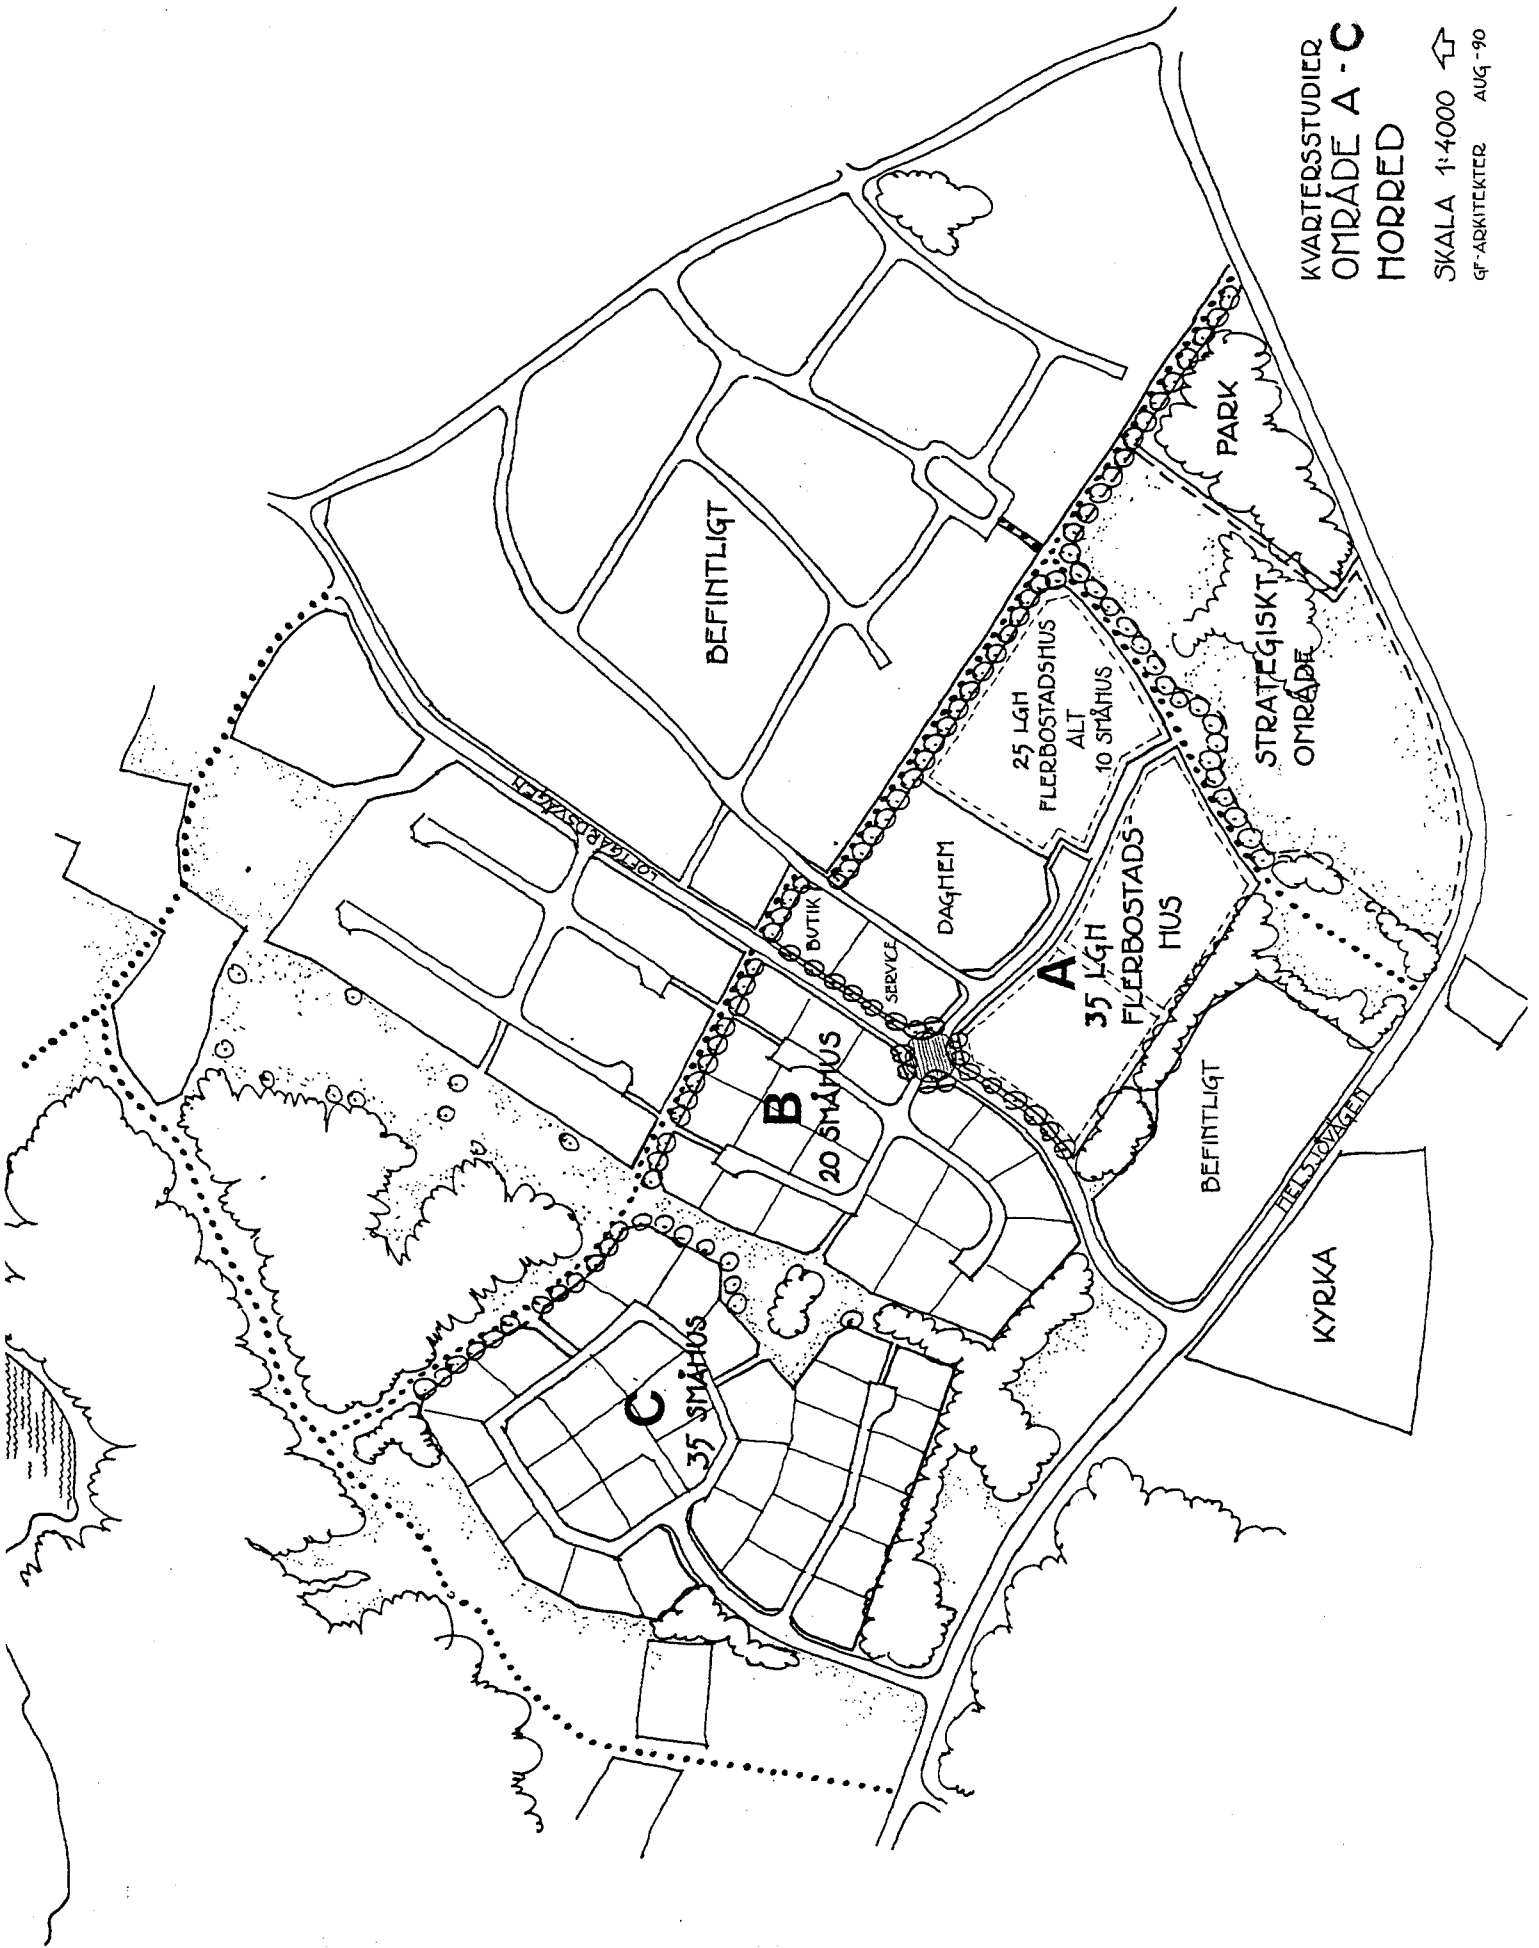 KVARTERSSTUDIER
OMRÅDE A - C
HORRED
SKALA 1:4000
GF-ARKITEKTER AUG-90
BEFINTLIGT
LOFTGÅRDSVÄGEN
PARK
STRATEGISKT
OMRÅDE
25 LGH
FLERBOSTADSHUS
ALT
10 SMÅHUS
DAGHEM
BUTIK
SERVICE
A
35 LGH
FLERBOSTADS
HUS
B
20 SMÅHUS
C
35 SMÅHUS
BEFINTLIGT
HELSJÖVÄGEN
KYRKA